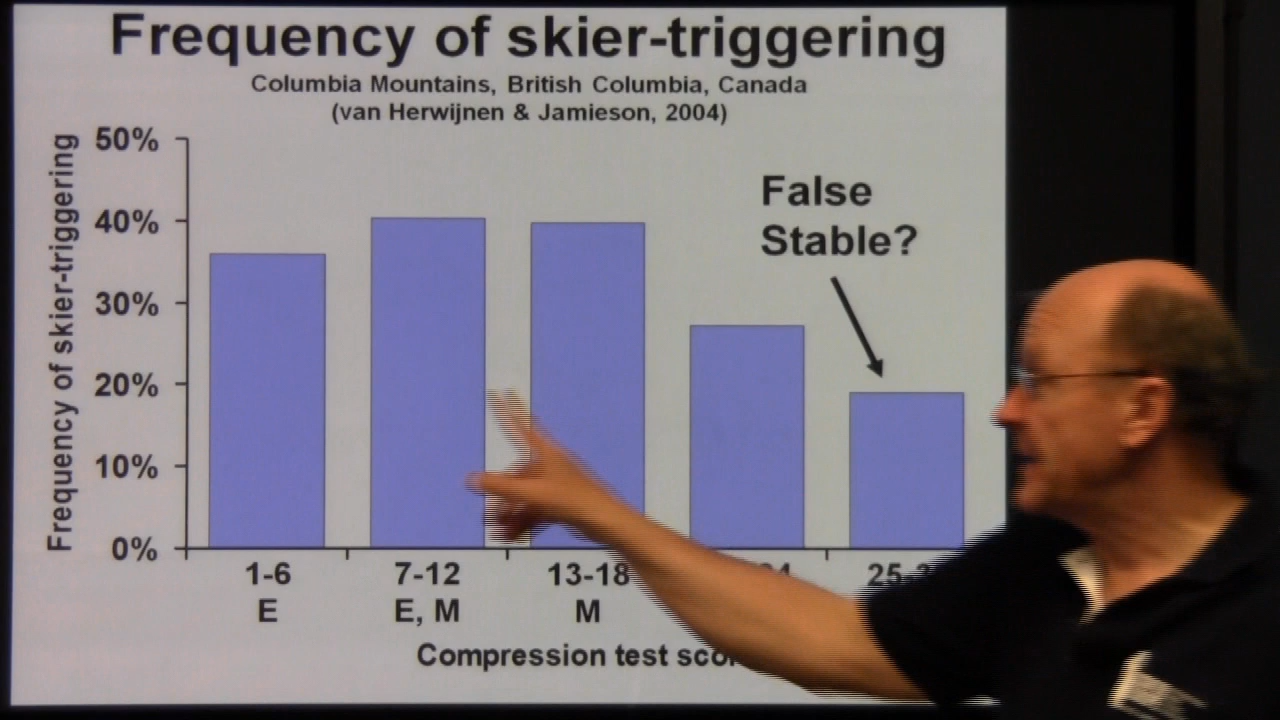 Frequency of skier-triggering
Columbia Mountains, British Columbia, Canada
(van Herwijnen & Jamieson, 2004)
Frequency of skier-triggering
50%
40%
30%
20%
10%
0%
False
Stable?
1-6
7-12
13-18
E
E, M
M
Compression test